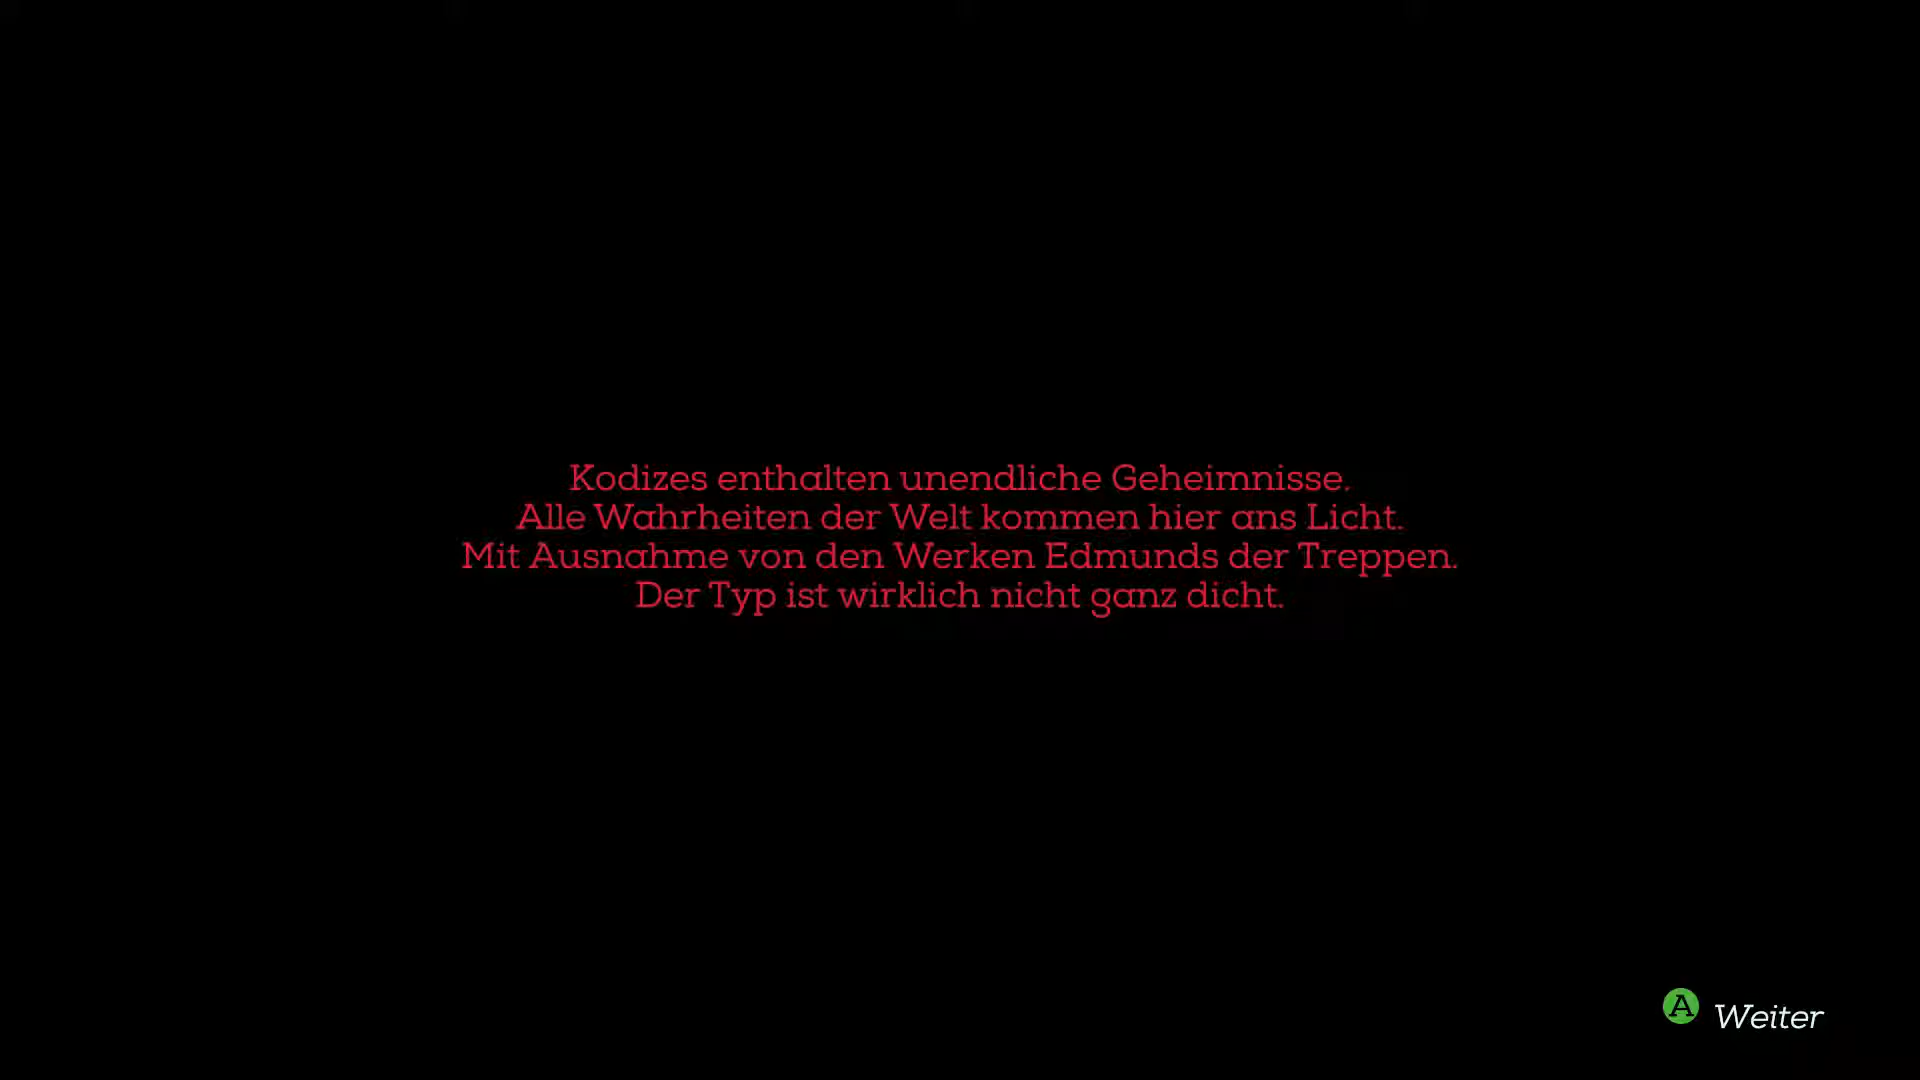 Kodizes enthalten unendliche Geheimnisse.
Alle Wahrheiten der Welt kommen hier ans Licht.
Mit Ausnahme von den Werken Edmunds der Treppen.
Der Typ ist wirklich nicht ganz dicht.
A Weiter